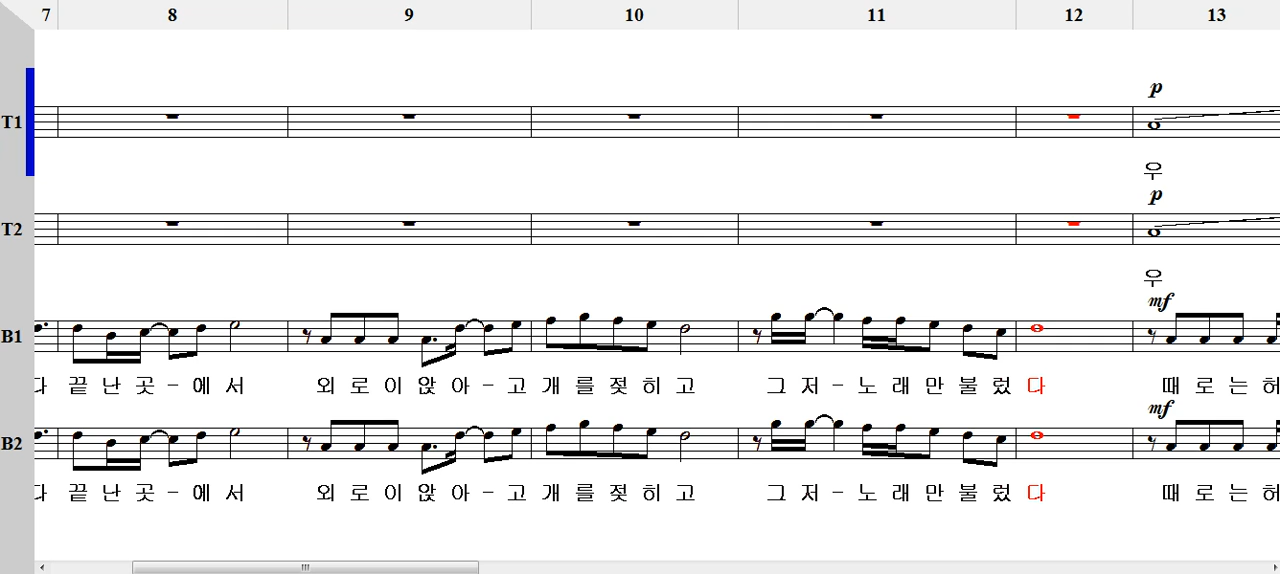 7 8 9 10 11 12 13
p
T1
우
p
T2
우
mf
B1
다 끝 난 곳 - 에 서 외 로 이 앉 아 - 고 개 를 젖 히 고 그 저 - 노 래 만 불 렀 다 때 로 는 허
mf
B2
다 끝 난 곳 - 에 서 외 로 이 앉 아 - 고 개 를 젖 히 고 그 저 - 노 래 만 불 렀 다 때 로 는 허